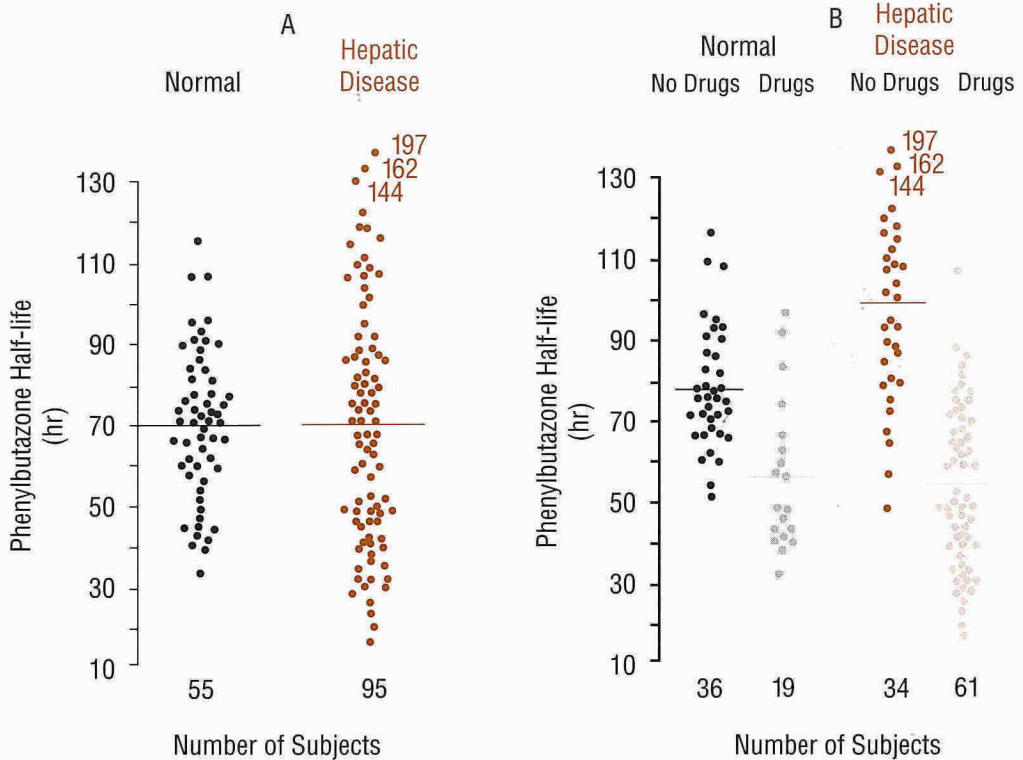 A
Normal
Hepatic
Disease
197
162
144
130
110
90
70
50
30
10
Phenylbutazone Half-life
(hr)
55
95
Number of Subjects
B
Normal
Hepatic
Disease
No Drugs
Drugs
No Drugs
Drugs
197
162
144
130
110
90
70
50
30
10
Phenylbutazone Half-life
(hr)
36
19
34
61
Number of Subjects